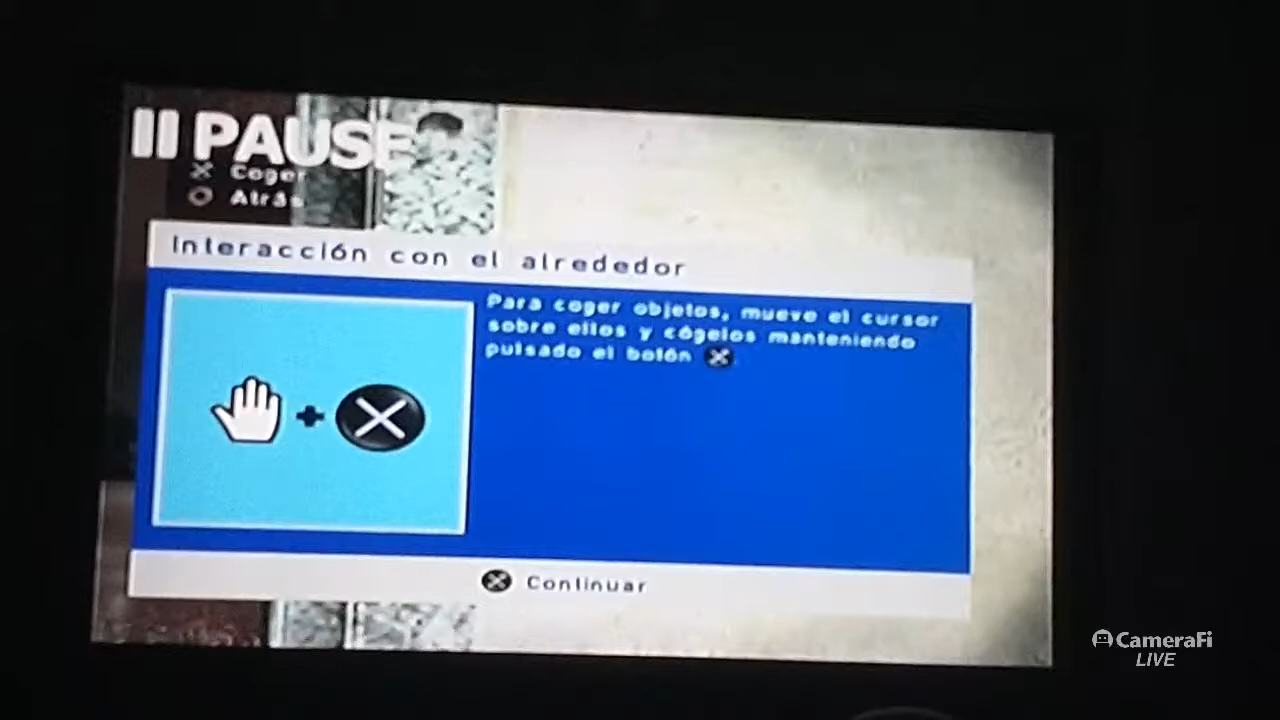 II PAUSE
Coger
Atrás
Interacción con el alrededor
Para coger objetos, mueve el cursor
sobre ellos y cógelos manteniendo
pulsado el botón
Continuar
CameraFi
LIVE